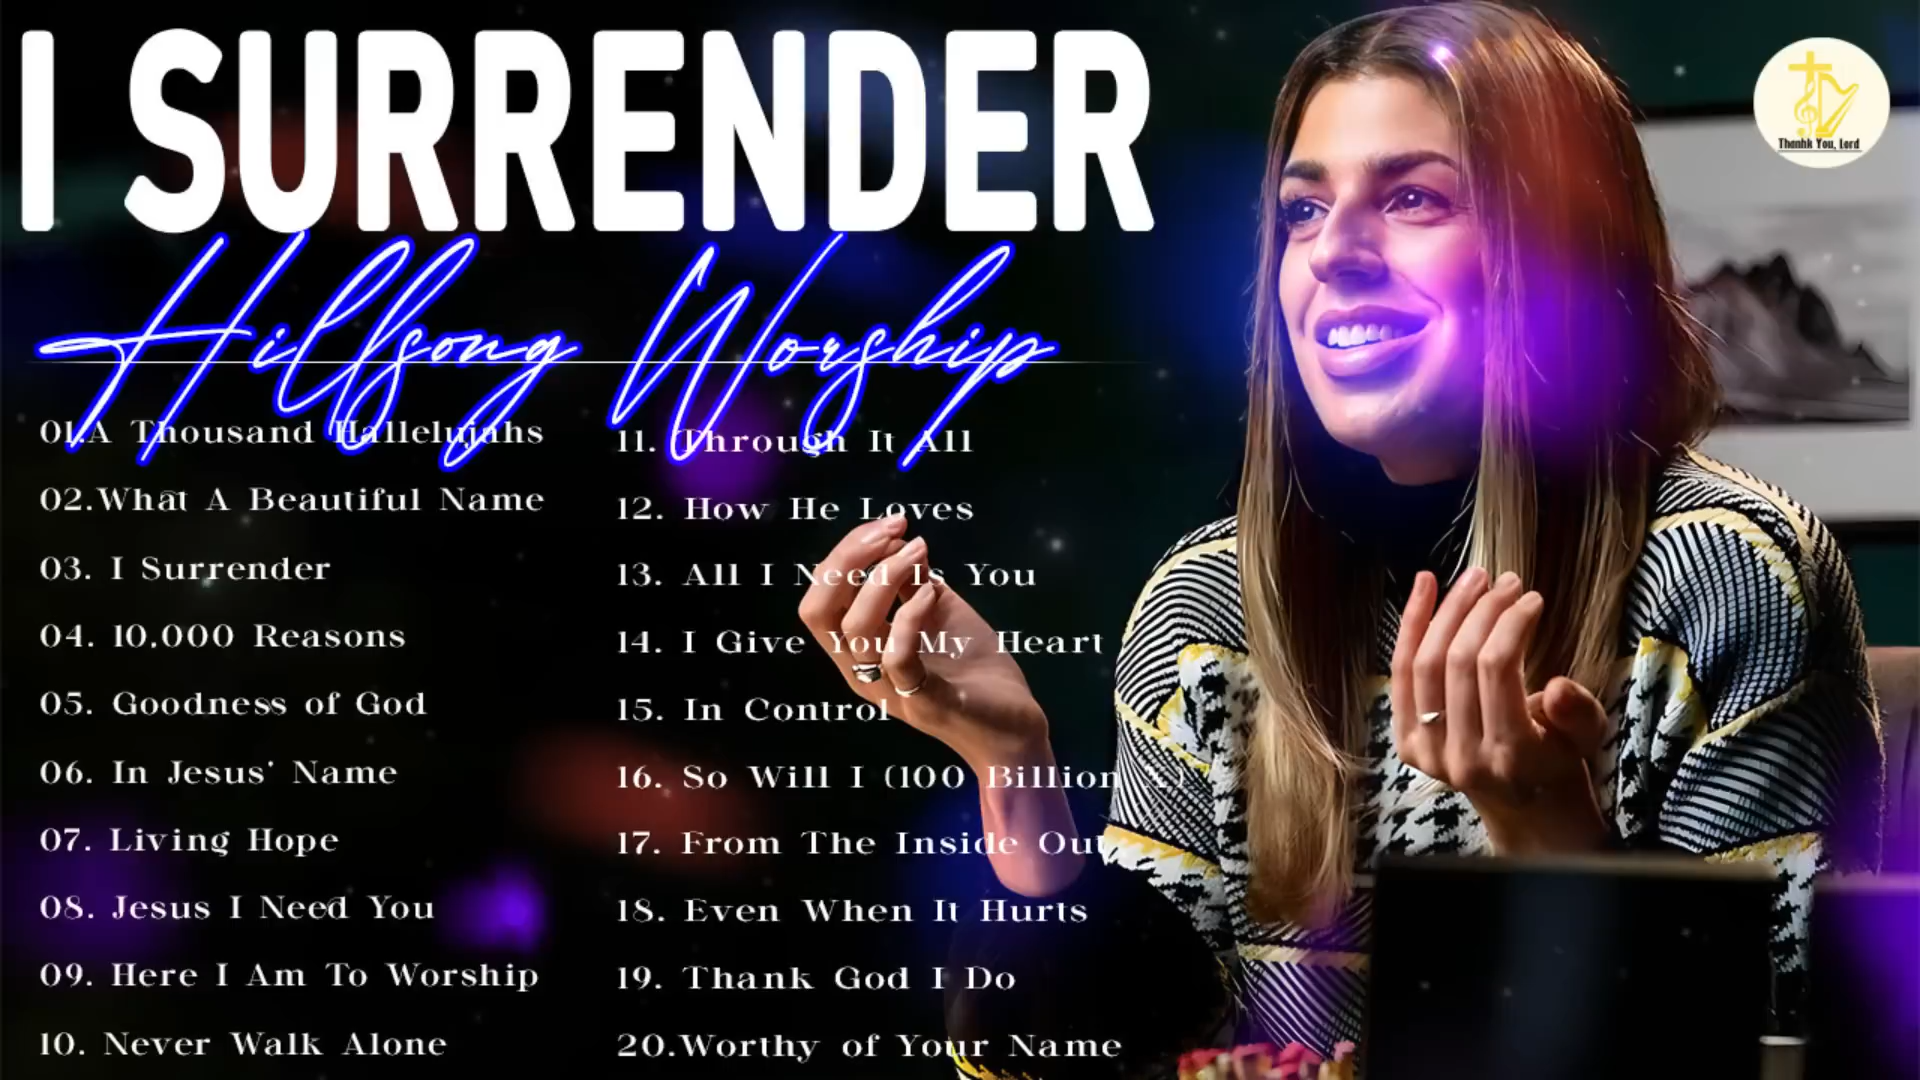 I SURRENDER
Hillsong Worship
01.A Thousand Hallelujahs
02.What A Beautiful Name
03. I Surrender
04. 10,000 Reasons
05. Goodness of God
06. In Jesus' Name
07. Living Hope
08. Jesus I Need You
09. Here I Am To Worship
10. Never Walk Alone
11. Through It All
12. How He Loves
13. All I Need Is You
14. I Give You My Heart
15. In Control
16. So Will I (100 Billion X)
17. From The Inside Out
18. Even When It Hurts
19. Thank God I Do
20.Worthy of Your Name
Thanhk You, Lord